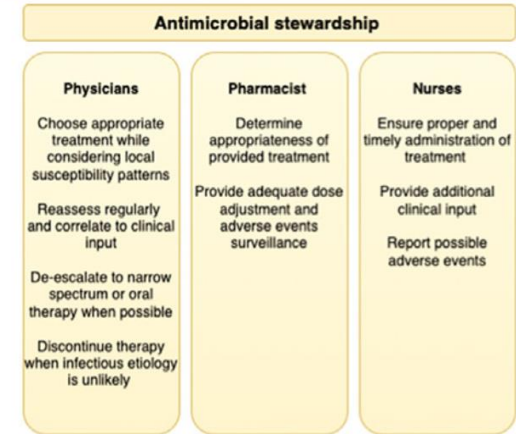 Antimicrobial stewardship
Physicians
Choose appropriate
treatment while
considering local
susceptibility patterns
Reassess regularly
and correlate to clinical
input
De-escalate to narrow
spectrum or oral
therapy when possible
Discontinue therapy
when infectious etiology
is unlikely
Pharmacist
Determine
appropriateness of
provided treatment
Provide adequate dose
adjustment and
adverse events
surveillance
Nurses
Ensure proper and
timely administration of
treatment
Provide additional
clinical input
Report possible
adverse events